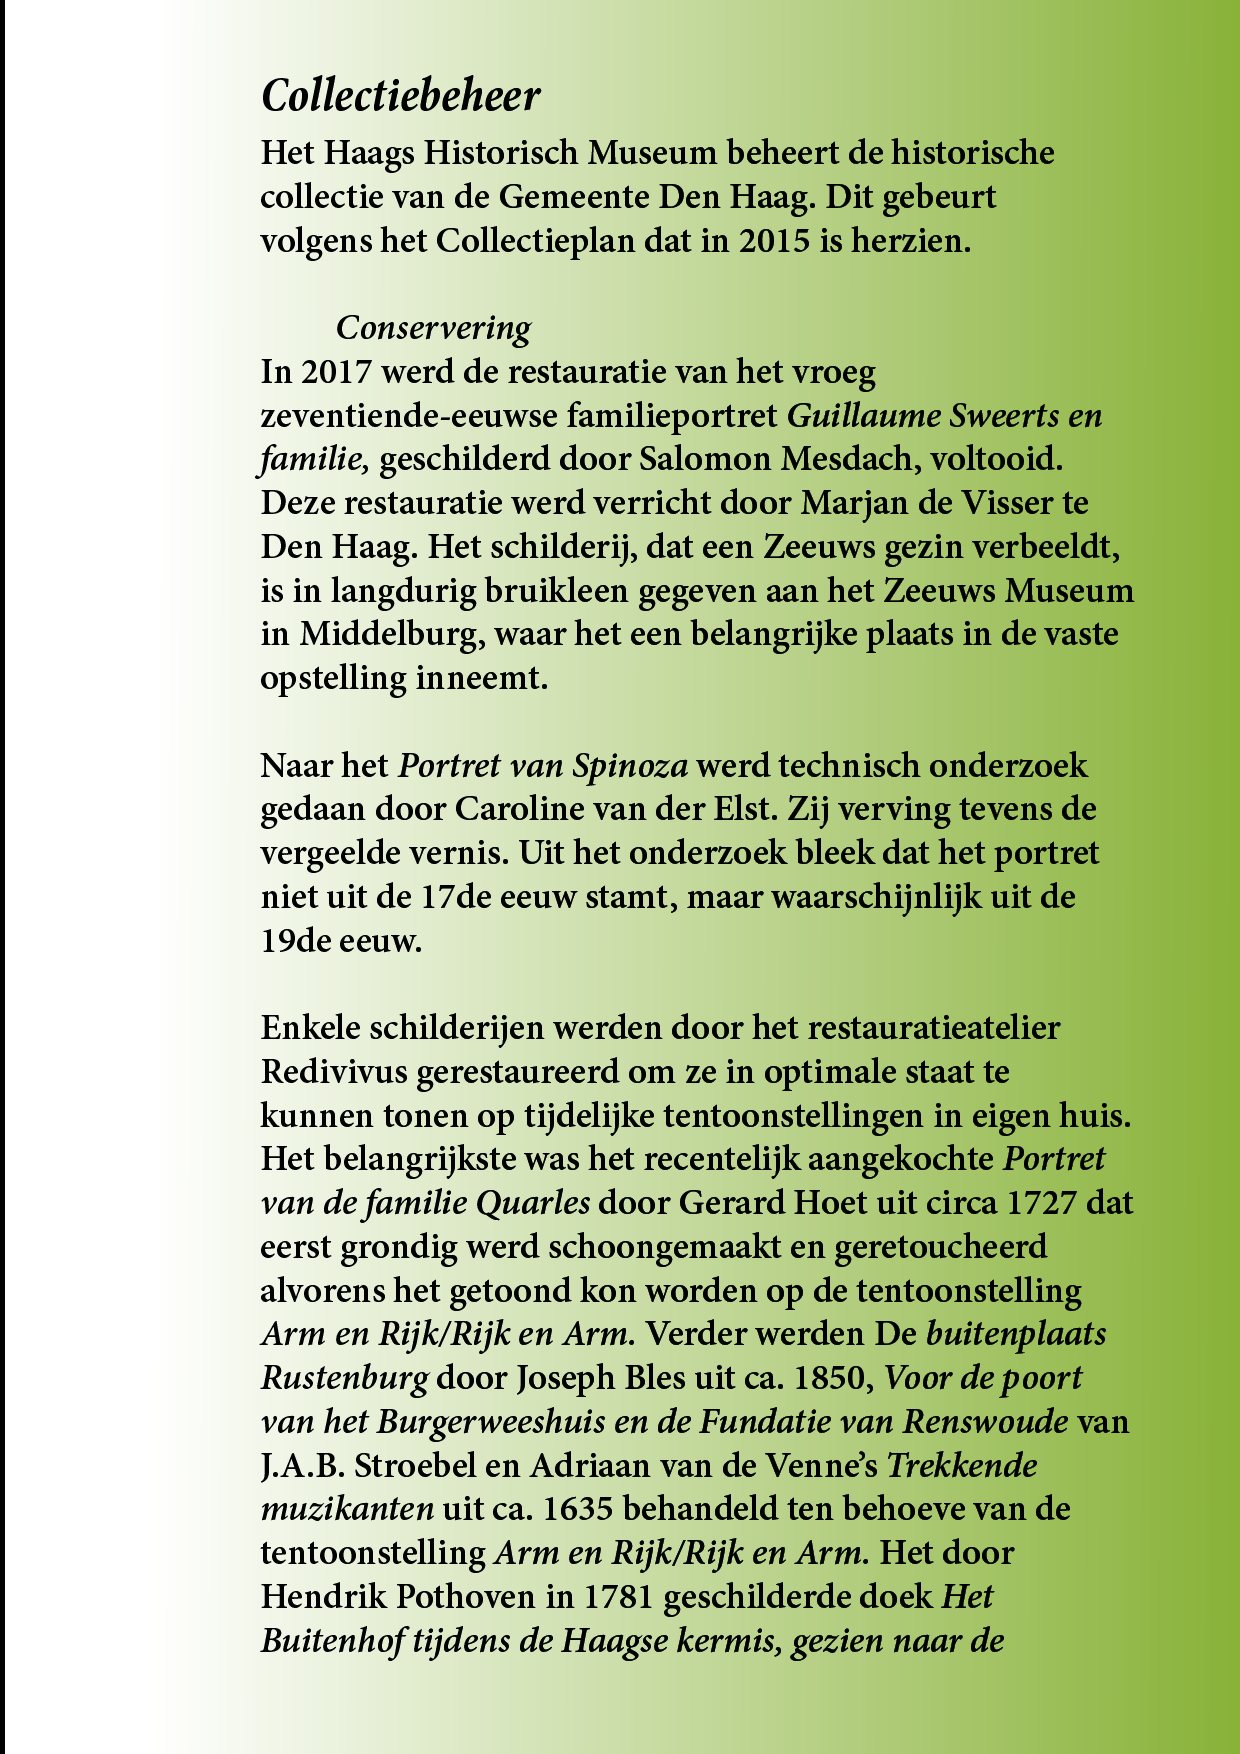 Collectiebeheer
Het Haags Historisch Museum beheert de historische
collectie van de Gemeente Den Haag. Dit gebeurt
volgens het Collectieplan dat in 2015 is herzien.
Conservering
In 2017 werd de restauratie van het vroeg
zeventiende-eeuwse familieportret Guillaume Sweerts en
familie, geschilderd door Salomon Mesdach, voltooid.
Deze restauratie werd verricht door Marjan de Visser te
Den Haag. Het schilderij, dat een Zeeuws gezin verbeeldt,
is in langdurig bruikleen gegeven aan het Zeeuws Museum
in Middelburg, waar het een belangrijke plaats in de vaste
opstelling inneemt.
Naar het Portret van Spinoza werd technisch onderzoek
gedaan door Caroline van der Elst. Zij verving tevens de
vergeelde vernis. Uit het onderzoek bleek dat het portret
niet uit de 17de eeuw stamt, maar waarschijnlijk uit de
19de eeuw.
Enkele schilderijen werden door het restauratieatelier
Redivivus gerestaureerd om ze in optimale staat te
kunnen tonen op tijdelijke tentoonstellingen in eigen huis.
Het belangrijkste was het recentelijk aangekochte Portret
van de familie Quarles door Gerard Hoet uit circa 1727 dat
eerst grondig werd schoongemaakt en geretoucheerd
alvorens het getoond kon worden op de tentoonstelling
Arm en Rijk/Rijk en Arm. Verder werden De buitenplaats
Rustenburg door Joseph Bles uit ca. 1850, Voor de poort
van het Burgerweeshuis en de Fundatie van Renswoude van
J.A.B. Stroebel en Adriaan van de Venne’s Trekkende
muzikanten uit ca. 1635 behandeld ten behoeve van de
tentoonstelling Arm en Rijk/Rijk en Arm. Het door
Hendrik Pothoven in 1781 geschilderde doek Het
Buitenhof tijdens de Haagse kermis, gezien naar de